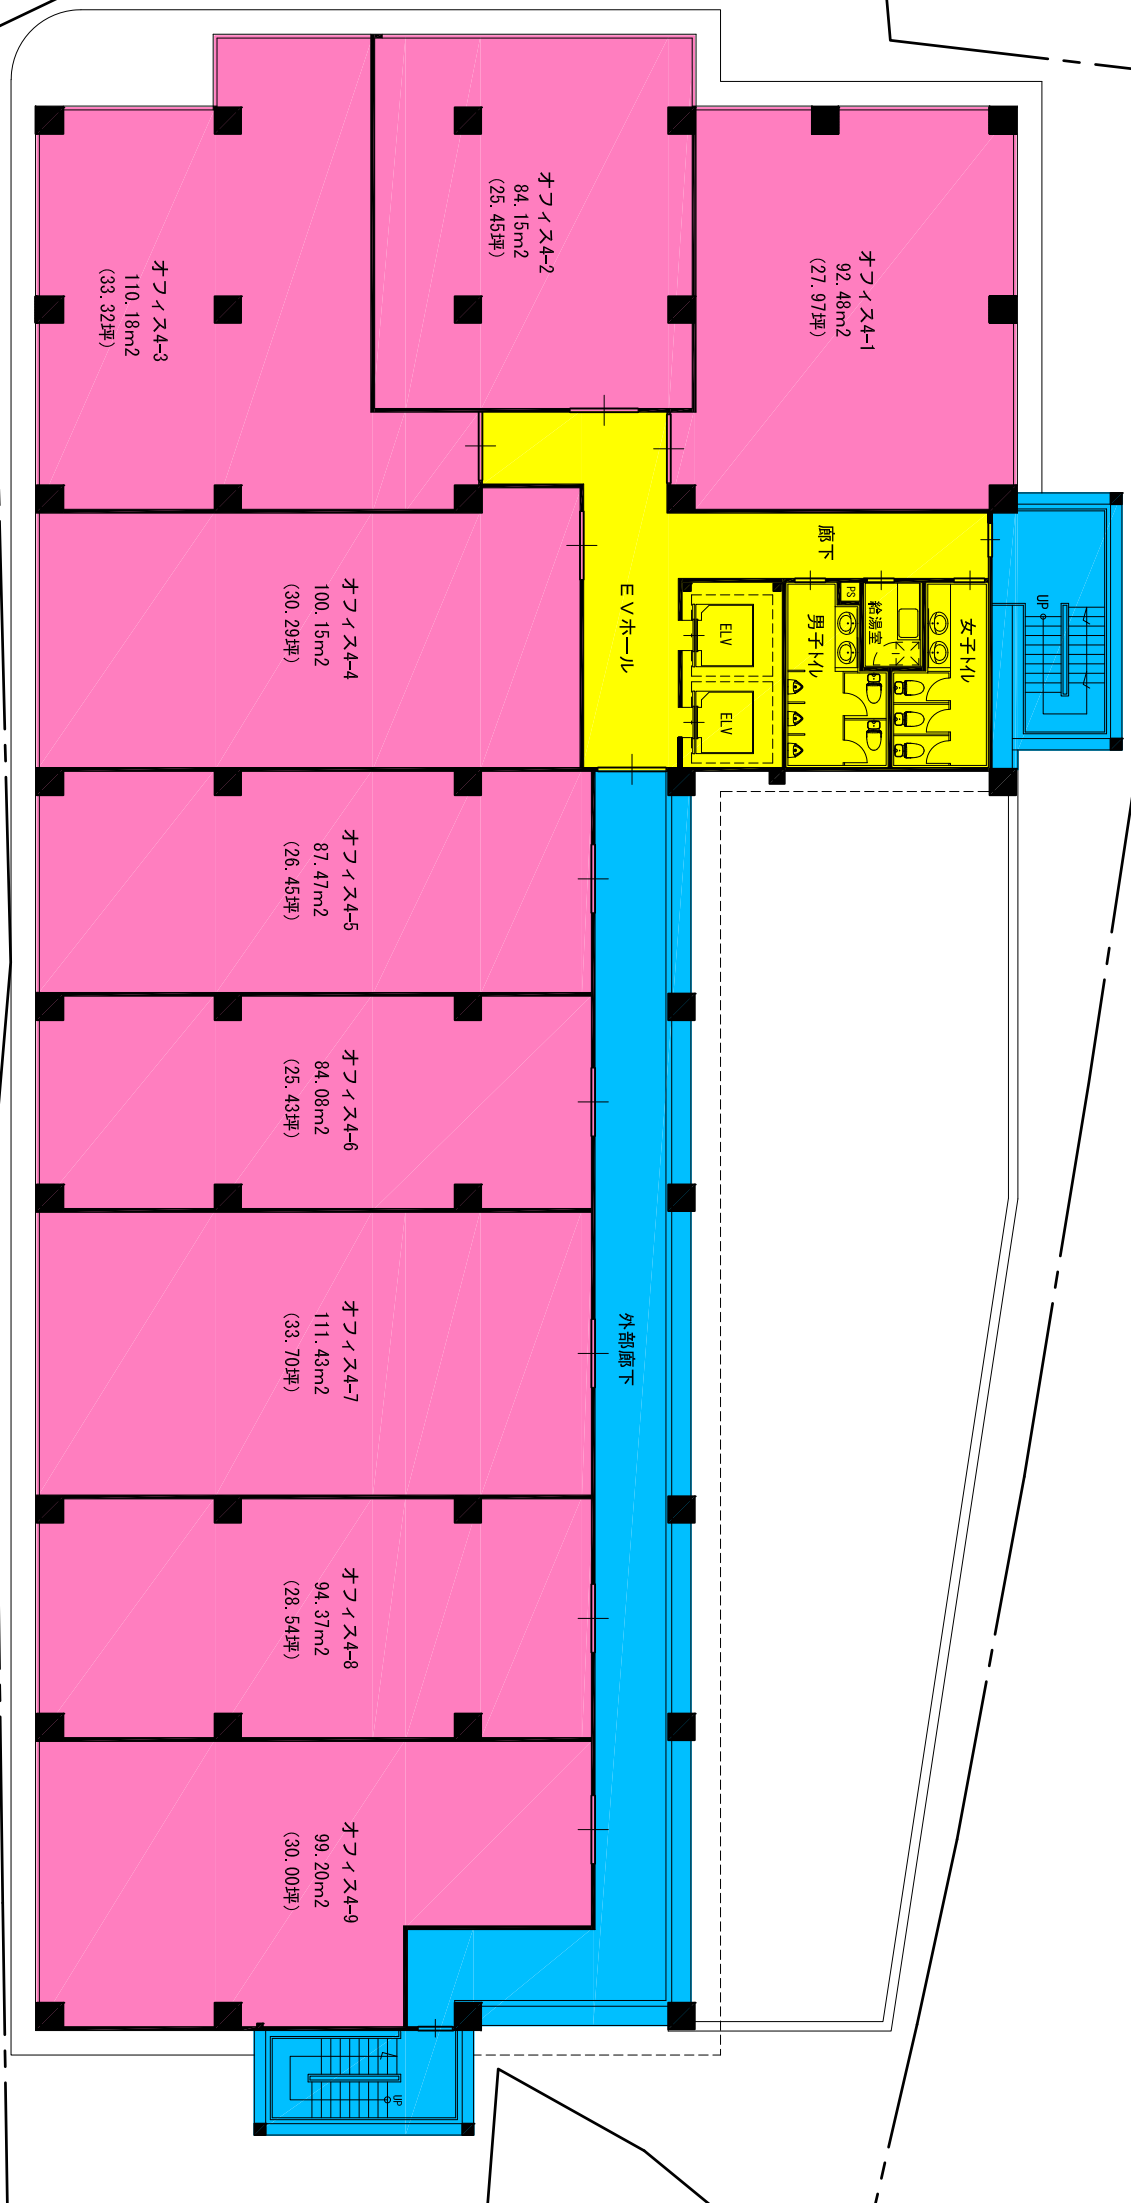 オフィス4-1
92.48m2
(27.97坪)
オフィス4-2
84.15m2
(25.45坪)
オフィス4-3
110.18m2
(33.32坪)
オフィス4-4
100.15m2
(30.29坪)
オフィス4-5
87.47m2
(26.45坪)
オフィス4-6
84.08m2
(25.43坪)
オフィス4-7
111.43m2
(33.70坪)
オフィス4-8
94.37m2
(28.54坪)
オフィス4-9
99.20m2
(30.00坪)
廊下
EVホール
ELV
ELV
PS
給湯室
男子トイレ
女子トイレ
UP
外部廊下
UP